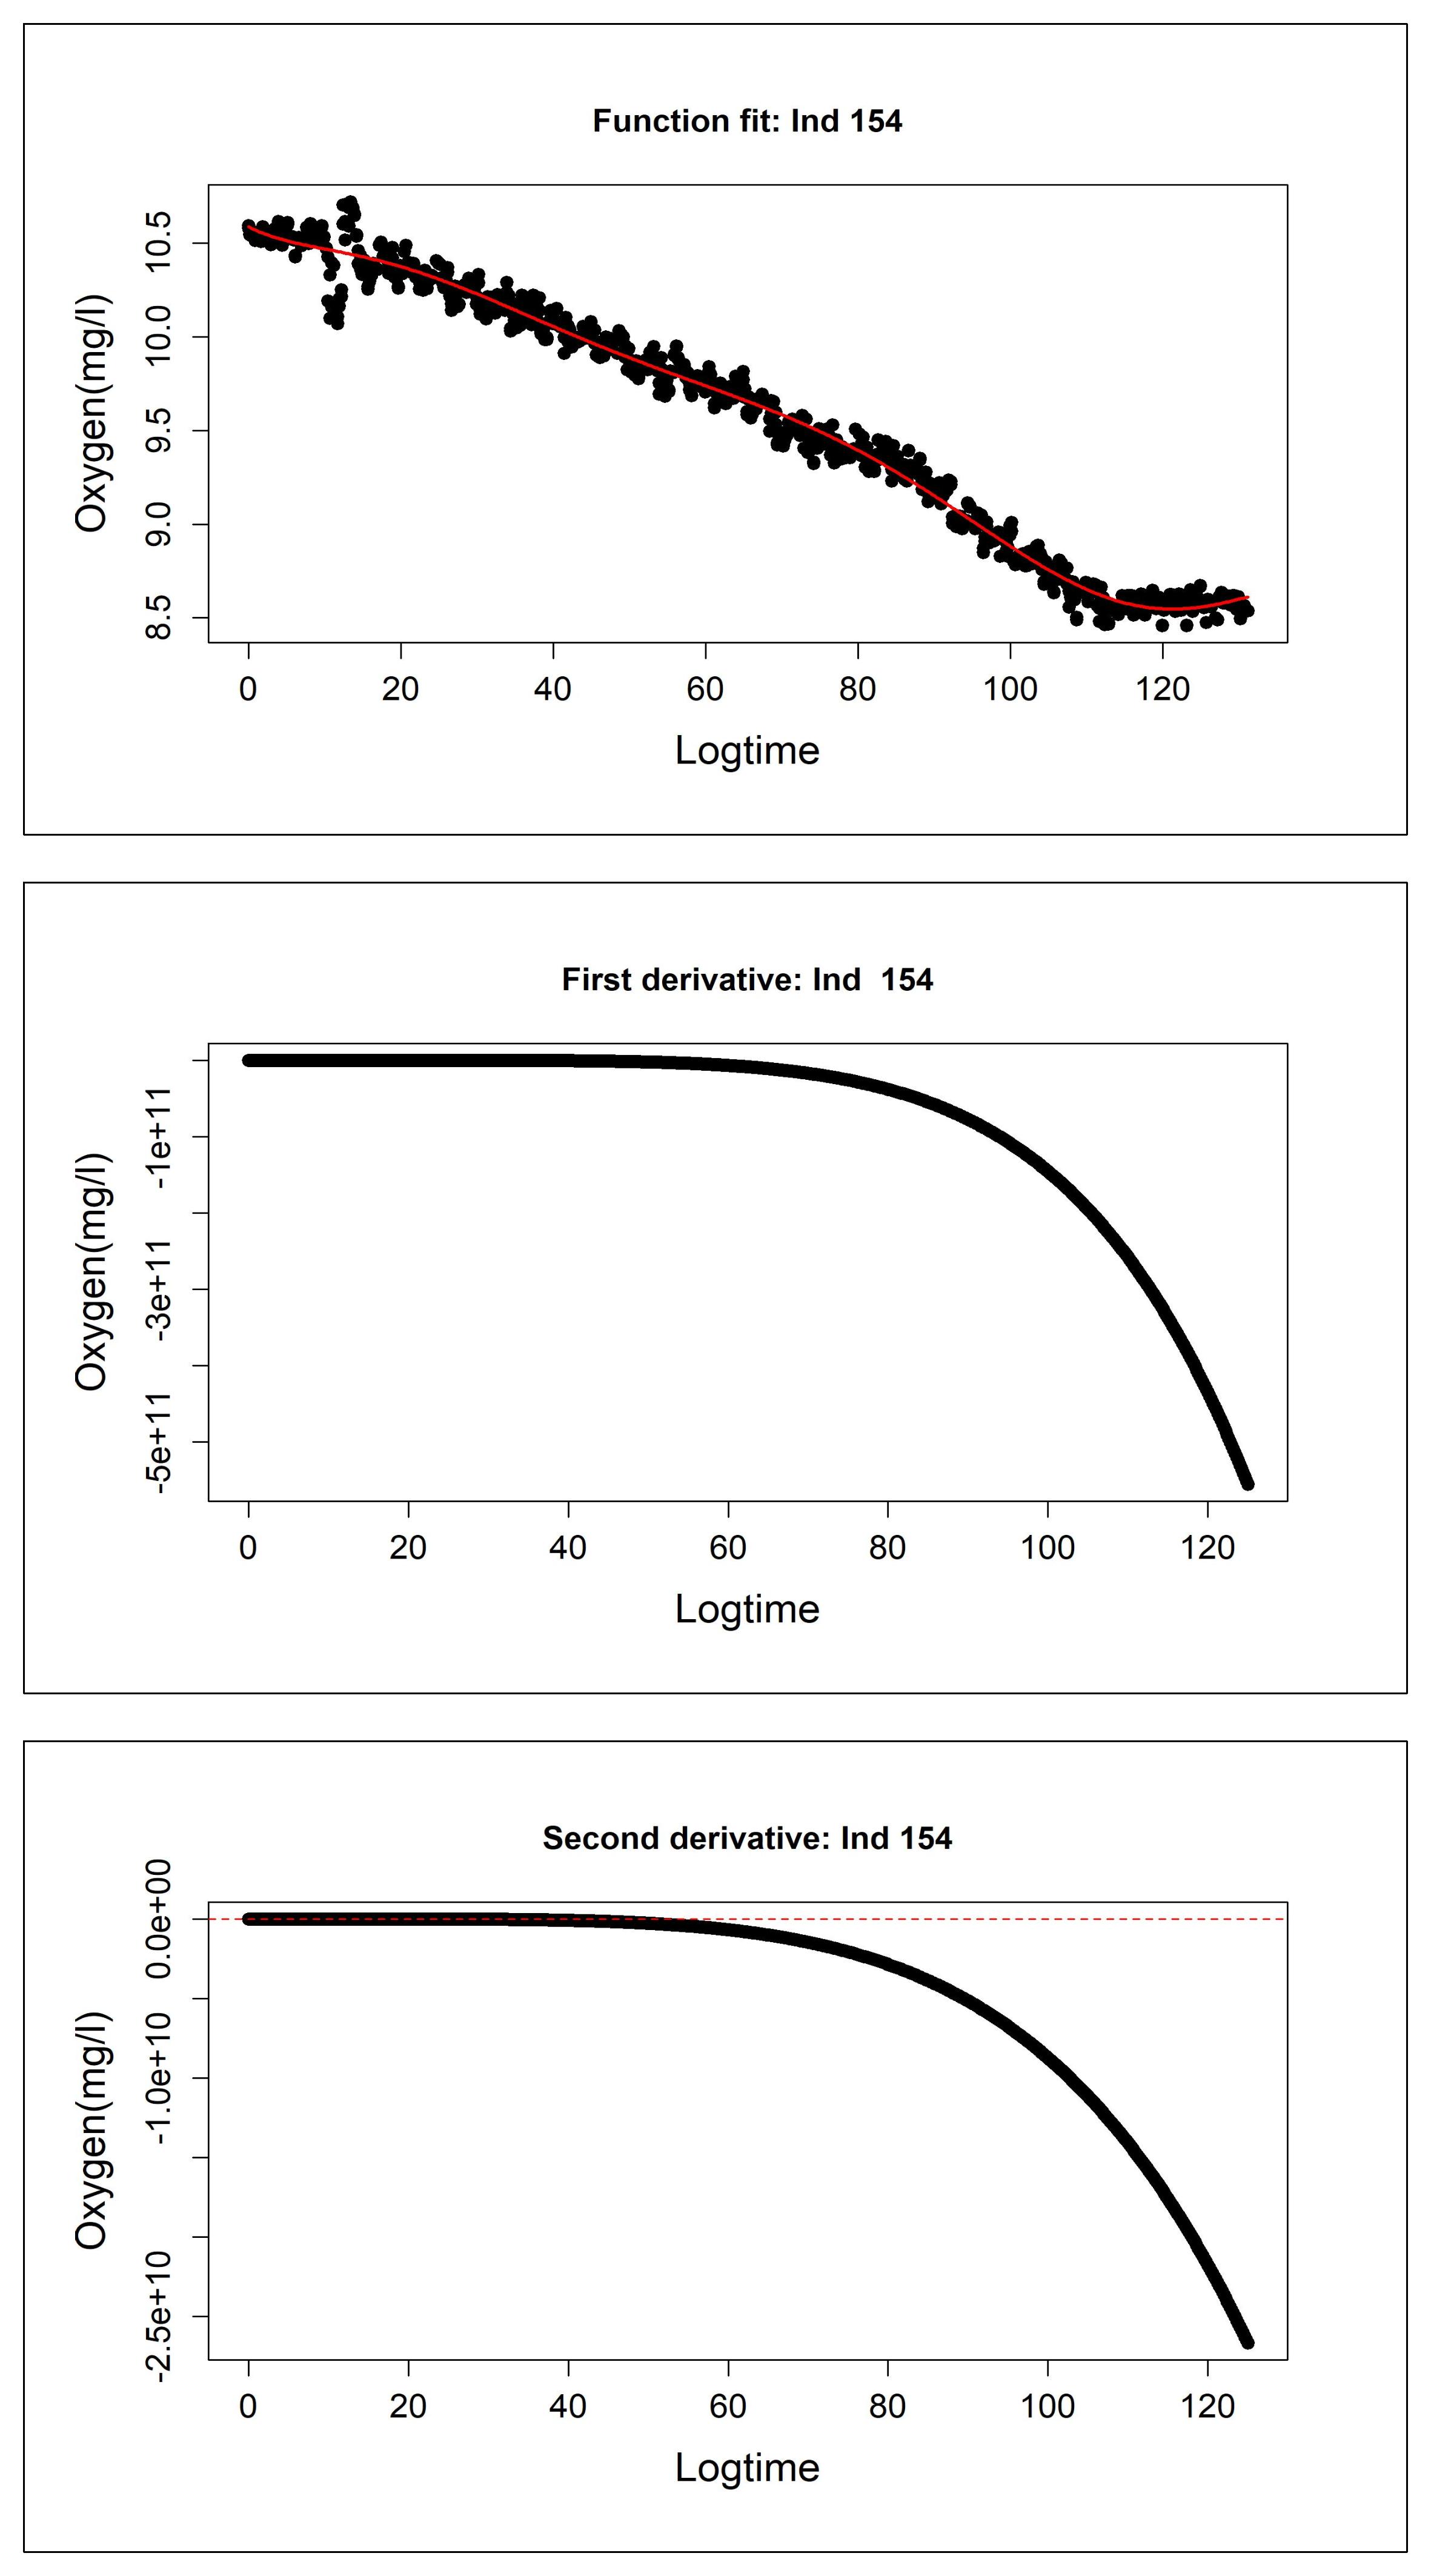 Function fit: Ind 154
Oxygen(mg/l)
10.5
10.0
9.5
9.0
8.5
0 20 40 60 80 100 120
Logtime
First derivative: Ind  154
Oxygen(mg/l)
-1e+11
-3e+11
-5e+11
0 20 40 60 80 100 120
Logtime
Second derivative: Ind 154
Oxygen(mg/l)
0.0e+00
-1.0e+10
-2.5e+10
0 20 40 60 80 100 120
Logtime